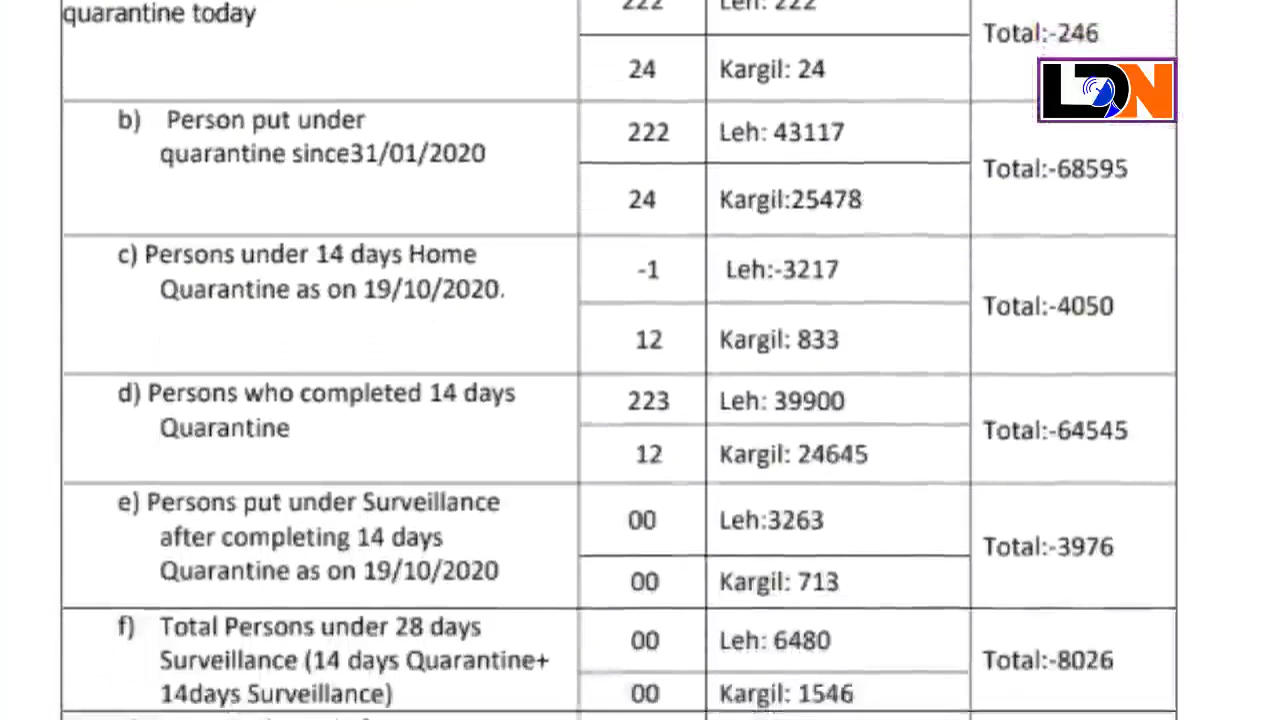 quarantine today
222
Leh: 222
Total:-246
24
Kargil: 24
LDN
b) Person put under
quarantine since31/01/2020
222
Leh: 43117
Total:-68595
24
Kargil:25478
c) Persons under 14 days Home
Quarantine as on 19/10/2020.
-1
Leh:-3217
Total:-4050
12
Kargil: 833
d) Persons who completed 14 days
Quarantine
223
Leh: 39900
Total:-64545
12
Kargil: 24645
e) Persons put under Surveillance
after completing 14 days
Quarantine as on 19/10/2020
00
Leh:3263
Total:-3976
00
Kargil: 713
f) Total Persons under 28 days
Surveillance (14 days Quarantine+
14days Surveillance)
00
Leh: 6480
Total:-8026
00
Kargil: 1546